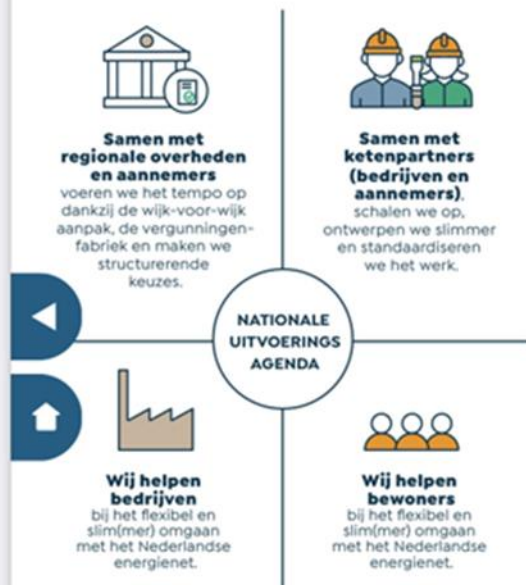 Samen met
regionale overheden
en aannemers
voeren we het tempo op
dankzij de wijk-voor-wijk
aanpak, de vergunningen-
fabriek en maken we
structurerende
keuzes.
Samen met
ketenpartners
(bedrijven en
aannemers),
schalen we op,
ontwerpen we slimmer
en standaardiseren
we het werk.
NATIONALE
UITVOERINGS
AGENDA
Wij helpen
bedrijven
bij het flexibel en
slim(mer) omgaan
met het Nederlandse
energienet.
Wij helpen
bewoners
bij het flexibel en
slim(mer) omgaan
met het Nederlandse
energienet.